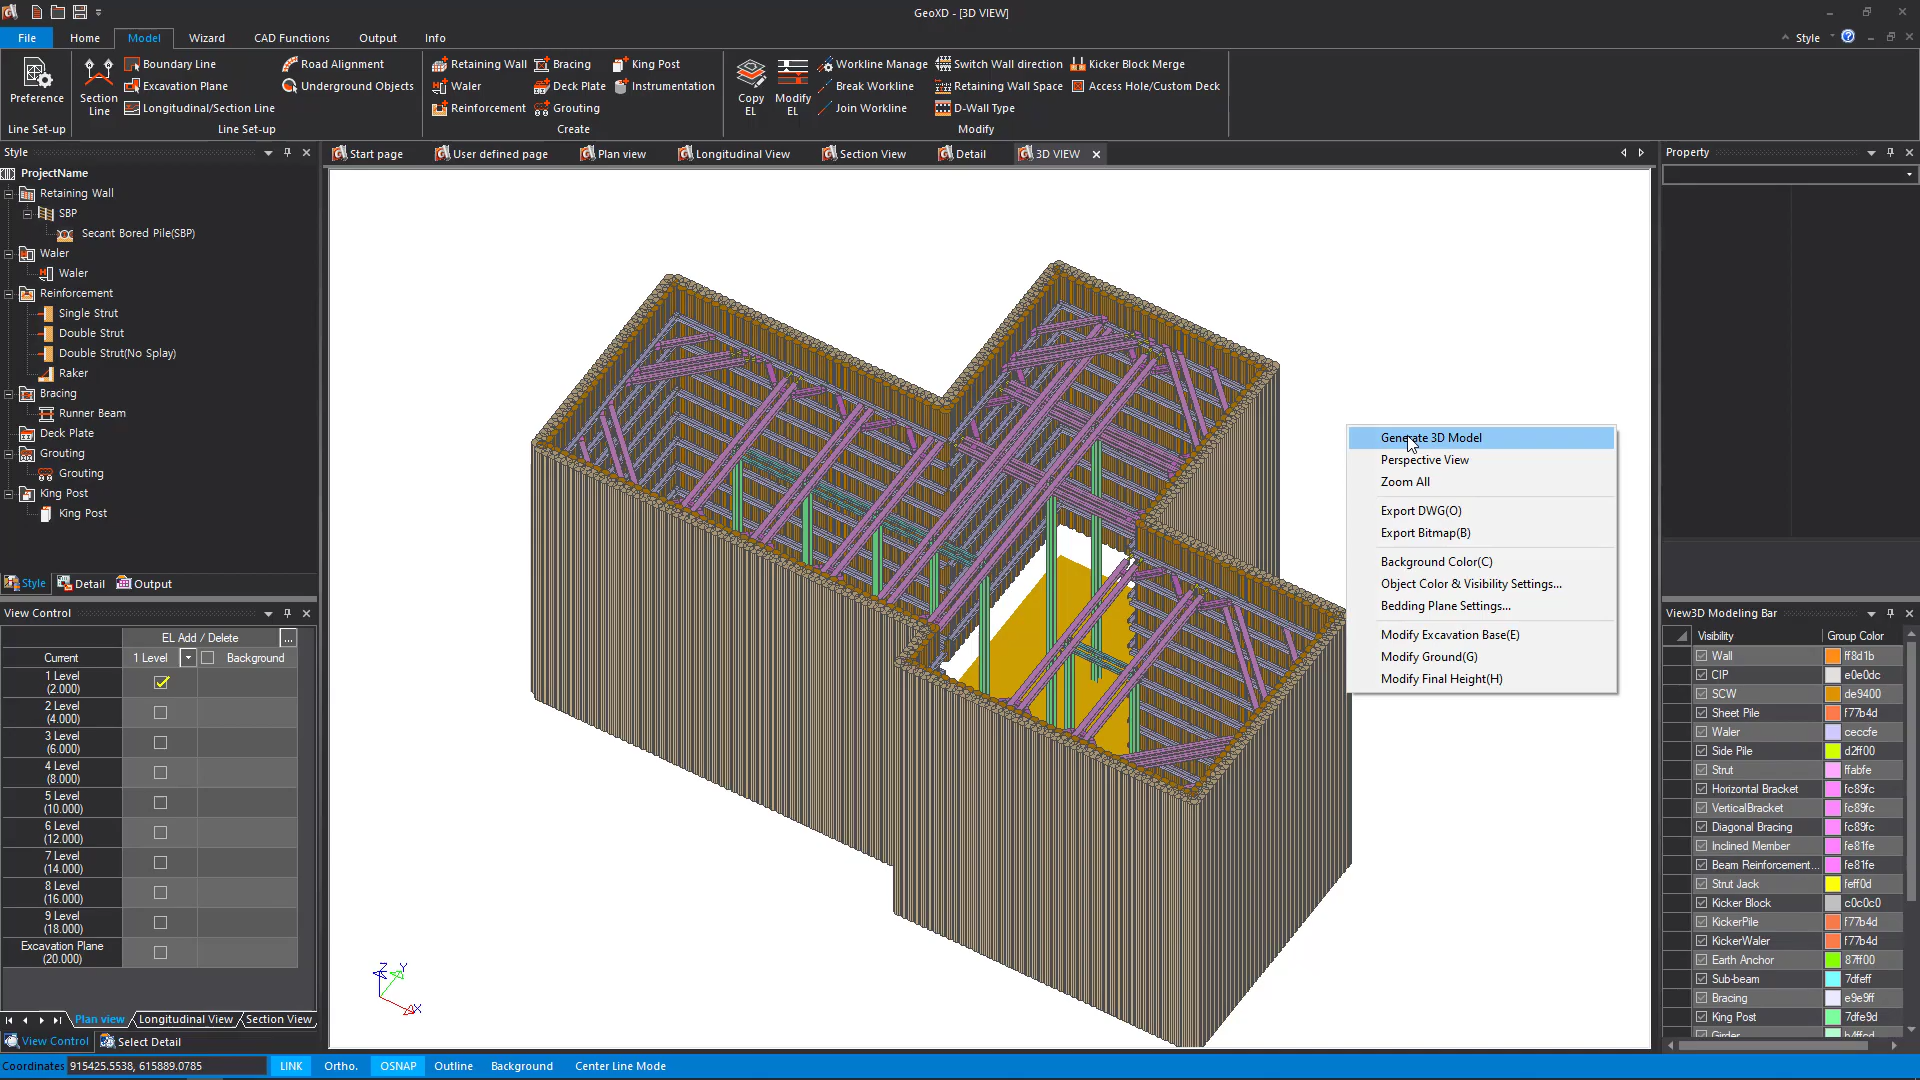 GeoXD - [3D VIEW]
File Home Model Wizard CAD Functions Output Info Style
Preference
Section Line
Boundary Line
Excavation Plane
Longitudinal/Section Line
Road Alignment
Underground Objects
Retaining Wall
Waler
Reinforcement
Bracing
Deck Plate
Grouting
King Post
Instrumentation
Copy EL
Modify EL
Workline Manage
Break Workline
Join Workline
Switch Wall direction
Retaining Wall Space
D-Wall Type
Kicker Block Merge
Access Hole/Custom Deck
Line Set-up Line Set-up Create Modify
Style
Start page User defined page Plan view Longitudinal View Section View Detail 3D VIEW
Property
ProjectName
Retaining Wall
SBP
Secant Bored Pile(SBP)
Waler
Waler
Reinforcement
Single Strut
Double Strut
Double Strut(No Splay)
Raker
Bracing
Runner Beam
Deck Plate
Grouting
Grouting
King Post
King Post
Style Detail Output
View Control
EL Add / Delete ...
Current 1 Level Background
1 Level
(2.000)
2 Level
(4.000)
3 Level
(6.000)
4 Level
(8.000)
5 Level
(10.000)
6 Level
(12.000)
7 Level
(14.000)
8 Level
(16.000)
9 Level
(18.000)
Excavation Plane
(20.000)
Plan view Longitudinal View Section View
View Control Select Detail
Z Y
X
Generate 3D Model
Perspective View
Zoom All
Export DWG(O)
Export Bitmap(B)
Background Color(C)
Object Color & Visibility Settings...
Bedding Plane Settings...
Modify Excavation Base(E)
Modify Ground(G)
Modify Final Height(H)
View3D Modeling Bar
Visibility Group Color
Wall ff8d1b
CIP e0e0dc
SCW de9400
Sheet Pile f77b4d
Waler ceccfe
Side Pile d2ff00
Strut ffabfe
Horizontal Bracket fc89fc
VerticalBracket fc89fc
Diagonal Bracing fc89fc
Inclined Member fe81fe
Beam Reinforcement... fe81fe
Strut Jack feff0d
Kicker Block c0c0c0
KickerPile f77b4d
KickerWaler f77b4d
Earth Anchor 87ff00
Sub-beam 7dfeff
Bracing e9e9ff
King Post 7dfe9d
Coordinates 915425.5538, 615889.0785 LINK Ortho. OSNAP Outline Background Center Line Mode